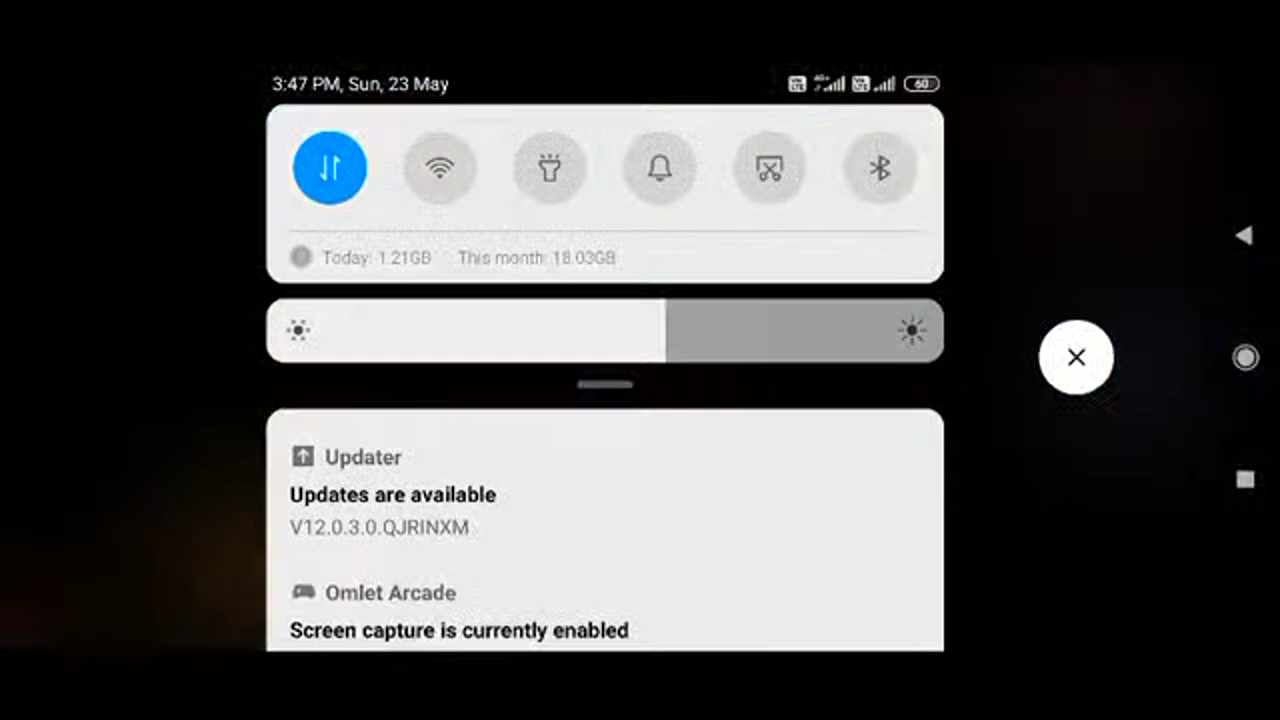 3:47 PM, Sun, 23 May
60
Today: 1.21GB This month: 18.03GB
Updater
Updates are available
V12.0.3.0.QJRINXM
Omlet Arcade
Screen capture is currently enabled